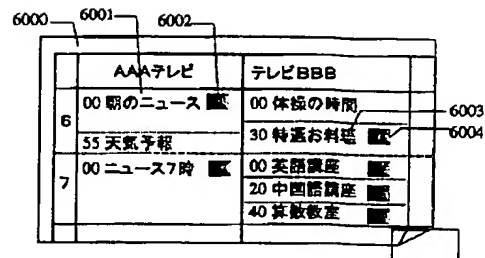 6000 6001 6002
AAAテレビ テレビBBB
6
00 朝のニュース
55 天気予報
00 体操の時間
30 特選お料理
6003
6004
7
00 ニュース7時
00 英語講座
20 中国語講座
40 算数教室